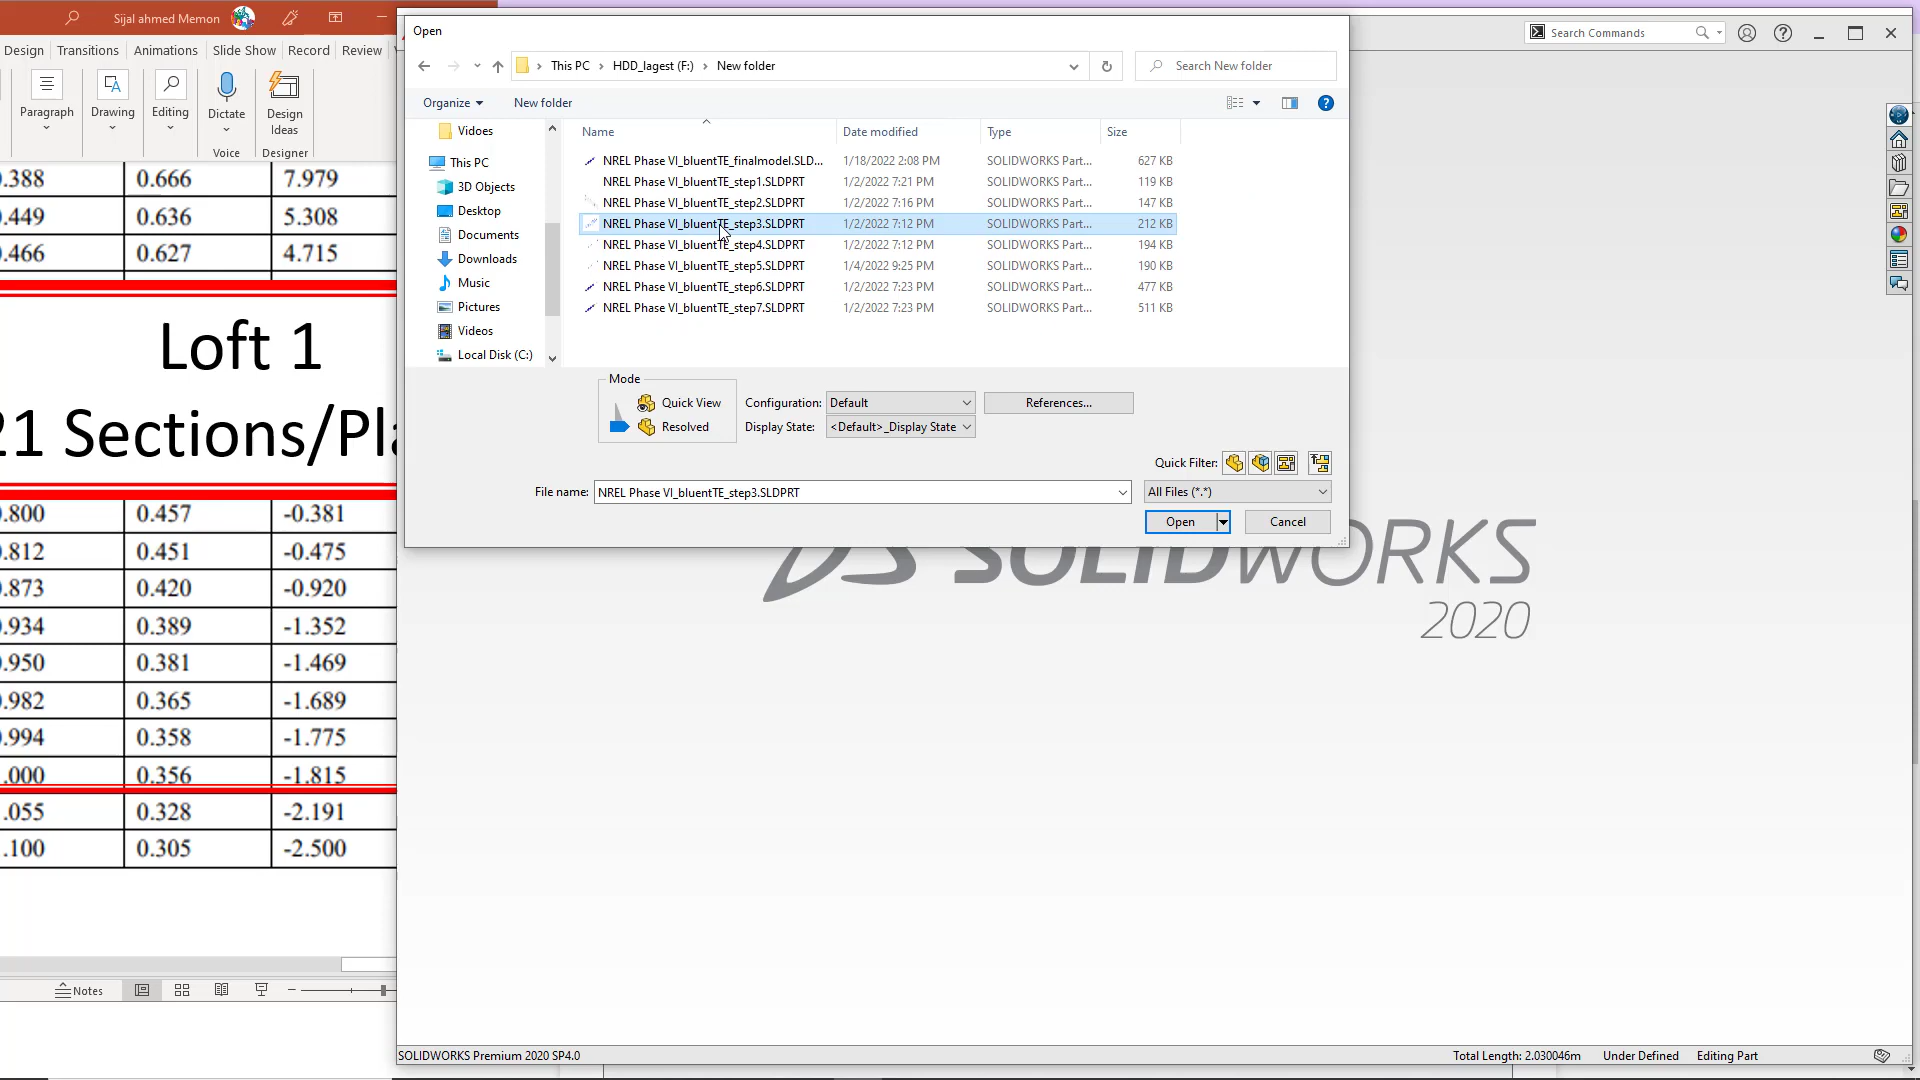 Sijal ahmed Memon
Design Transitions Animations Slide Show Record Review
Paragraph Drawing Editing Dictate Design Ideas
Voice Designer
.388 0.666 7.979
.449 0.636 5.308
.466 0.627 4.715
Loft 1
21 Sections/Pl
.800 0.457 -0.381
.812 0.451 -0.475
.873 0.420 -0.920
.934 0.389 -1.352
.950 0.381 -1.469
.982 0.365 -1.689
.994 0.358 -1.775
.000 0.356 -1.815
.055 0.328 -2.191
.100 0.305 -2.500
Notes
Open
This PC › HDD_lagest (F:) › New folder
Search New folder
Organize New folder
Vidoes
This PC
3D Objects
Desktop
Documents
Downloads
Music
Pictures
Videos
Local Disk (C:)
Name Date modified Type Size
NREL Phase VI_bluentTE_finalmodel.SLD... 1/18/2022 2:08 PM SOLIDWORKS Part... 627 KB
NREL Phase VI_bluentTE_step1.SLDPRT 1/2/2022 7:21 PM SOLIDWORKS Part... 119 KB
NREL Phase VI_bluentTE_step2.SLDPRT 1/2/2022 7:16 PM SOLIDWORKS Part... 147 KB
NREL Phase VI_bluentTE_step3.SLDPRT 1/2/2022 7:12 PM SOLIDWORKS Part... 212 KB
NREL Phase VI_bluentTE_step4.SLDPRT 1/2/2022 7:12 PM SOLIDWORKS Part... 194 KB
NREL Phase VI_bluentTE_step5.SLDPRT 1/4/2022 9:25 PM SOLIDWORKS Part... 190 KB
NREL Phase VI_bluentTE_step6.SLDPRT 1/2/2022 7:23 PM SOLIDWORKS Part... 477 KB
NREL Phase VI_bluentTE_step7.SLDPRT 1/2/2022 7:23 PM SOLIDWORKS Part... 511 KB
Mode
Quick View Configuration: Default References...
Resolved Display State: <Default>_Display State
Quick Filter:
File name: NREL Phase VI_bluentTE_step3.SLDPRT All Files (*.*)
Open Cancel
Search Commands
SOLIDWORKS
2020
SOLIDWORKS Premium 2020 SP4.0 Total Length: 2.030046m Under Defined Editing Part